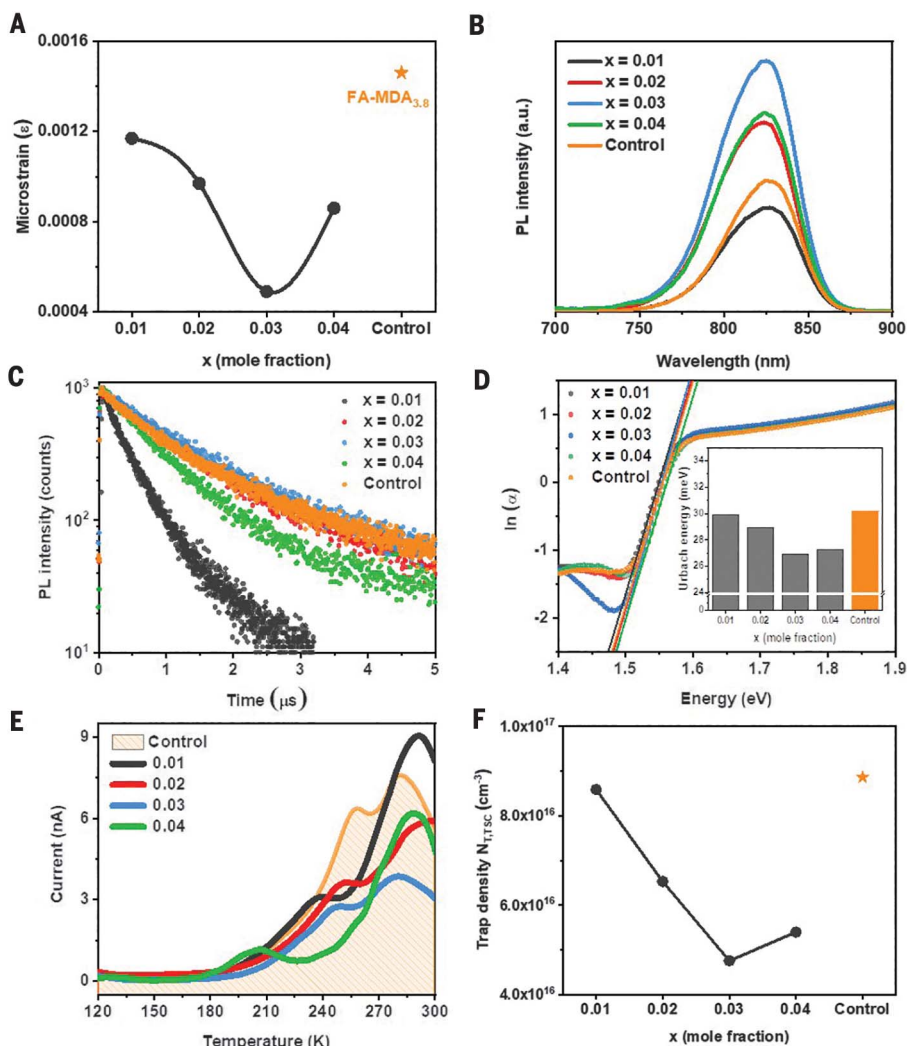 A
0.0016
0.0012
0.0008
0.0004
Microstrain (ε)
FA-MDA3.8
0.01 0.02 0.03 0.04 Control
x (mole fraction)
B
PL intensity (a.u.)
x = 0.01
x = 0.02
x = 0.03
x = 0.04
Control
700 750 800 850 900
Wavelength (nm)
C
10³
10²
10¹
PL intensity (counts)
x = 0.01
x = 0.02
x = 0.03
x = 0.04
Control
0 1 2 3 4 5
Time (μs)
D
1
0
-1
-2
ln (α)
x = 0.01
x = 0.02
x = 0.03
x = 0.04
Control
Urbach energy (meV)
34
32
30
28
26
24
0
0.01 0.02 0.03 0.04 Control
x (mole fraction)
1.4 1.5 1.6 1.7 1.8 1.9
Energy (eV)
E
9
6
3
0
Current (nA)
Control
0.01
0.02
0.03
0.04
120 150 180 210 240 270 300
Temperature (K)
F
1.0x10¹⁷
8.0x10¹⁶
6.0x10¹⁶
4.0x10¹⁶
Trap density NT,TSC (cm⁻³)
0.01 0.02 0.03 0.04 Control
x (mole fraction)